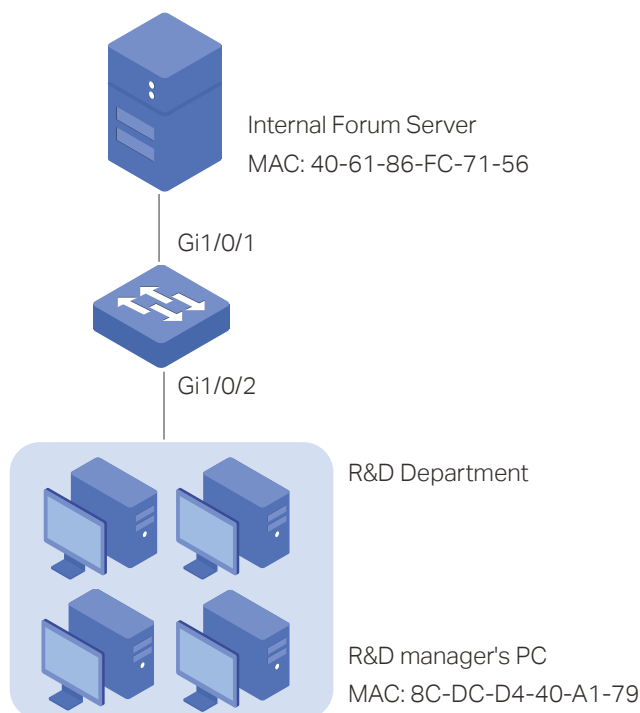 Internal Forum Server
MAC: 40-61-86-FC-71-56
Gi1/0/1
Gi1/0/2
R&D Department
R&D manager's PC
MAC: 8C-DC-D4-40-A1-79